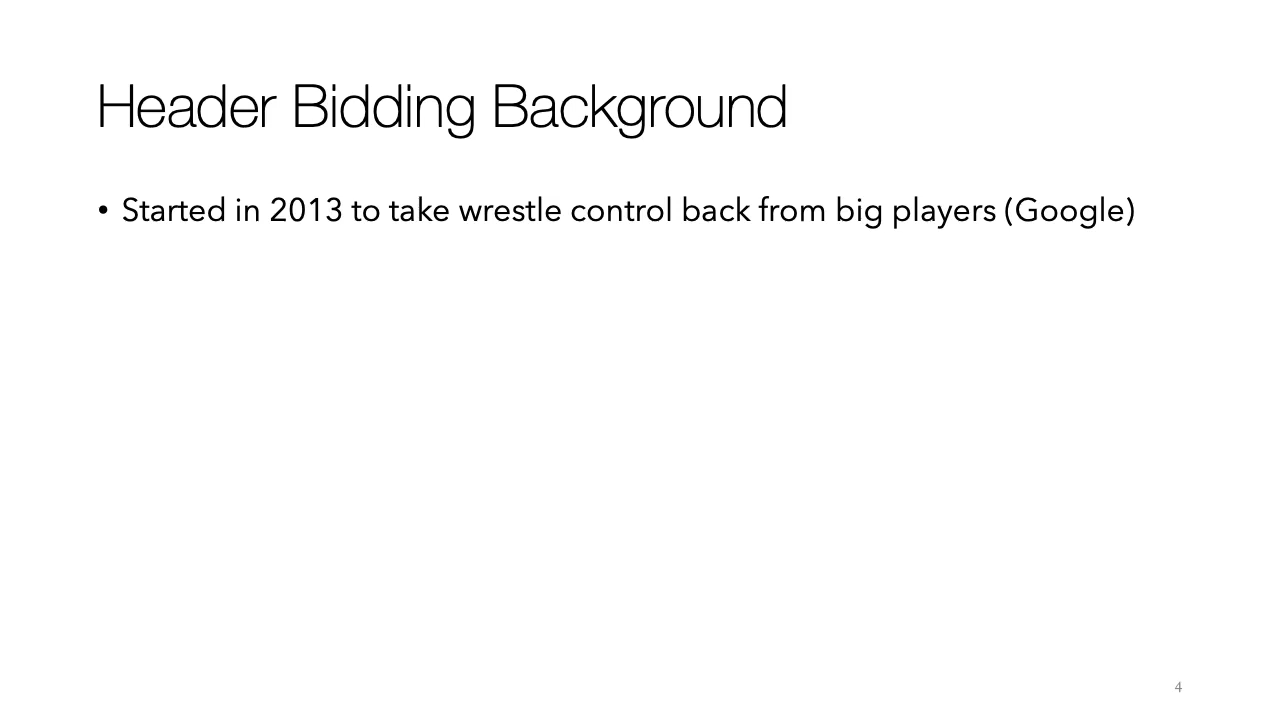 Header Bidding Background
• Started in 2013 to take wrestle control back from big players (Google)
4